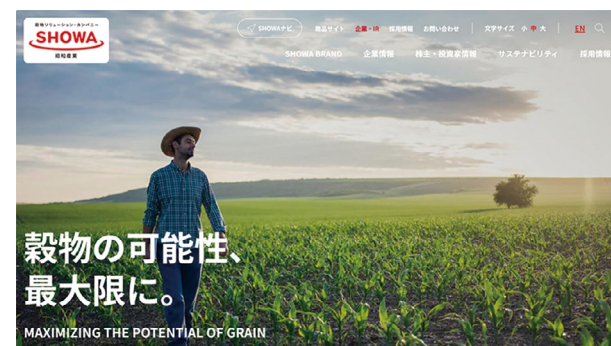 穀物ソリューション・カンパニー
SHOWA
昭和産業
SHOWAナビ
商品サイト
企業・IR
採用情報
お問い合わせ
文字サイズ 小 中 大
EN
SHOWA BRAND
企業情報
株主・投資家情報
サステナビリティ
採用情報
穀物の可能性、
最大限に。
MAXIMIZING THE POTENTIAL OF GRAIN